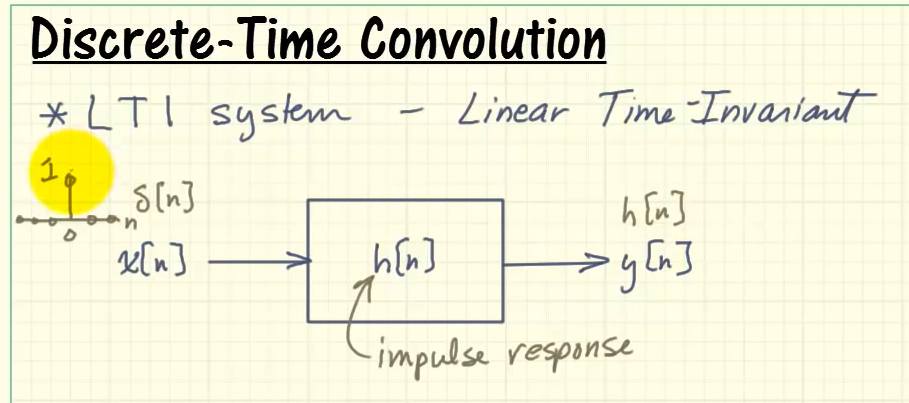 Discrete-Time Convolution
* LTI system - Linear Time-Invariant
1
δ[n]
n
0
h[n]
x[n]
h[n]
y[n]
impulse response